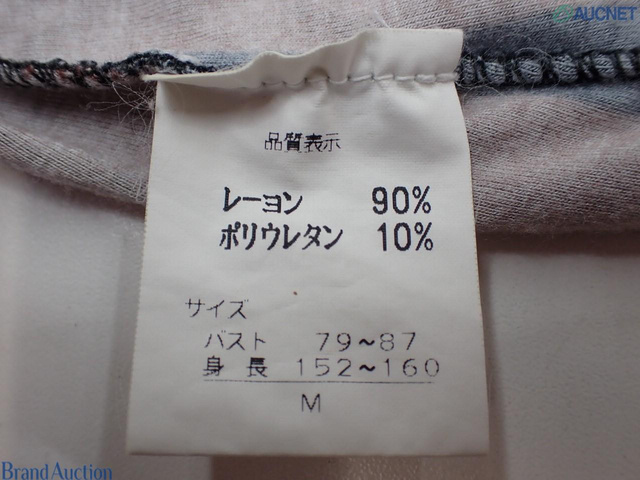 AUCNET
品質表示
レーヨン 90%
ポリウレタン 10%
サイズ
バスト 79~87
身長 152~160
M
Brand Auction